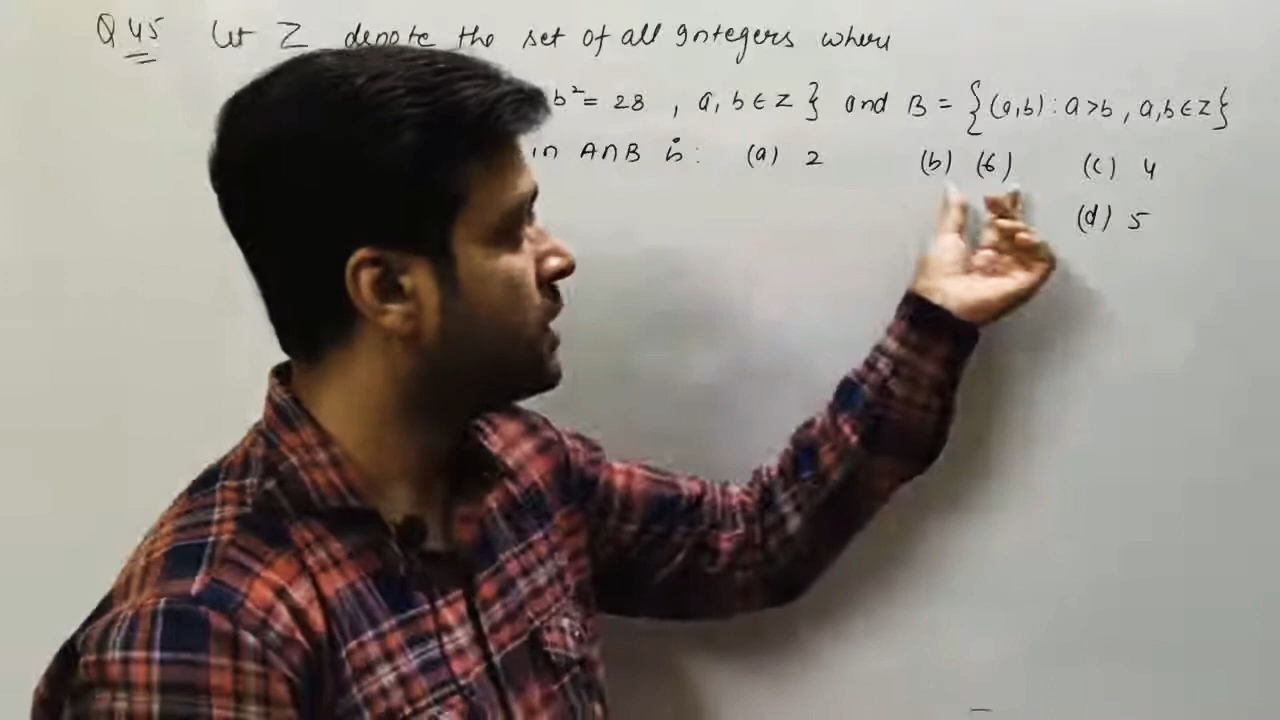 Q 45 Let Z denote the set of all Integers where
b² = 28 , a, b ∈ Z } and B = { (a,b) : a > b , a,b ∈ Z }
in A∩B is : (a) 2 (b) (6) (c) 4
(d) 5